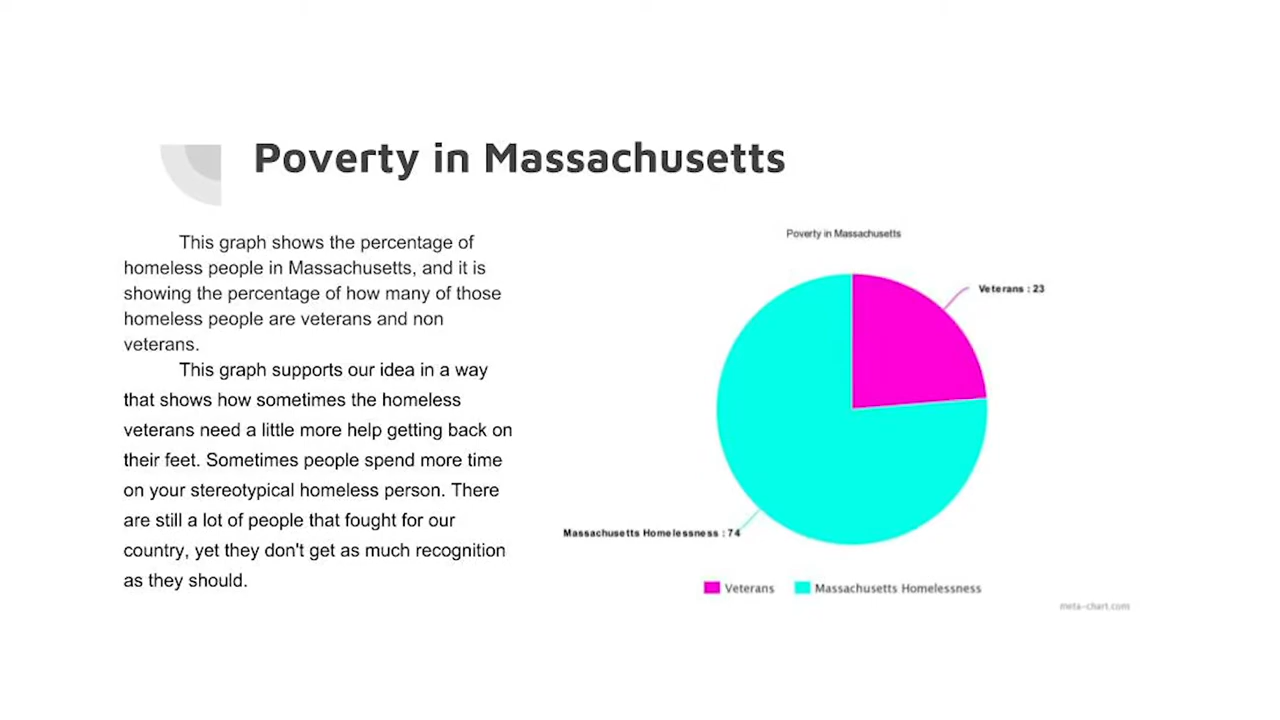 Poverty in Massachusetts
This graph shows the percentage of
homeless people in Massachusetts, and it is
showing the percentage of how many of those
homeless people are veterans and non
veterans.
This graph supports our idea in a way
that shows how sometimes the homeless
veterans need a little more help getting back on
their feet. Sometimes people spend more time
on your stereotypical homeless person. There
are still a lot of people that fought for our
country, yet they don't get as much recognition
as they should.
Poverty in Massachusetts
Veterans : 23
Massachusetts Homelessness : 74
Veterans
Massachusetts Homelessness
meta-chart.com